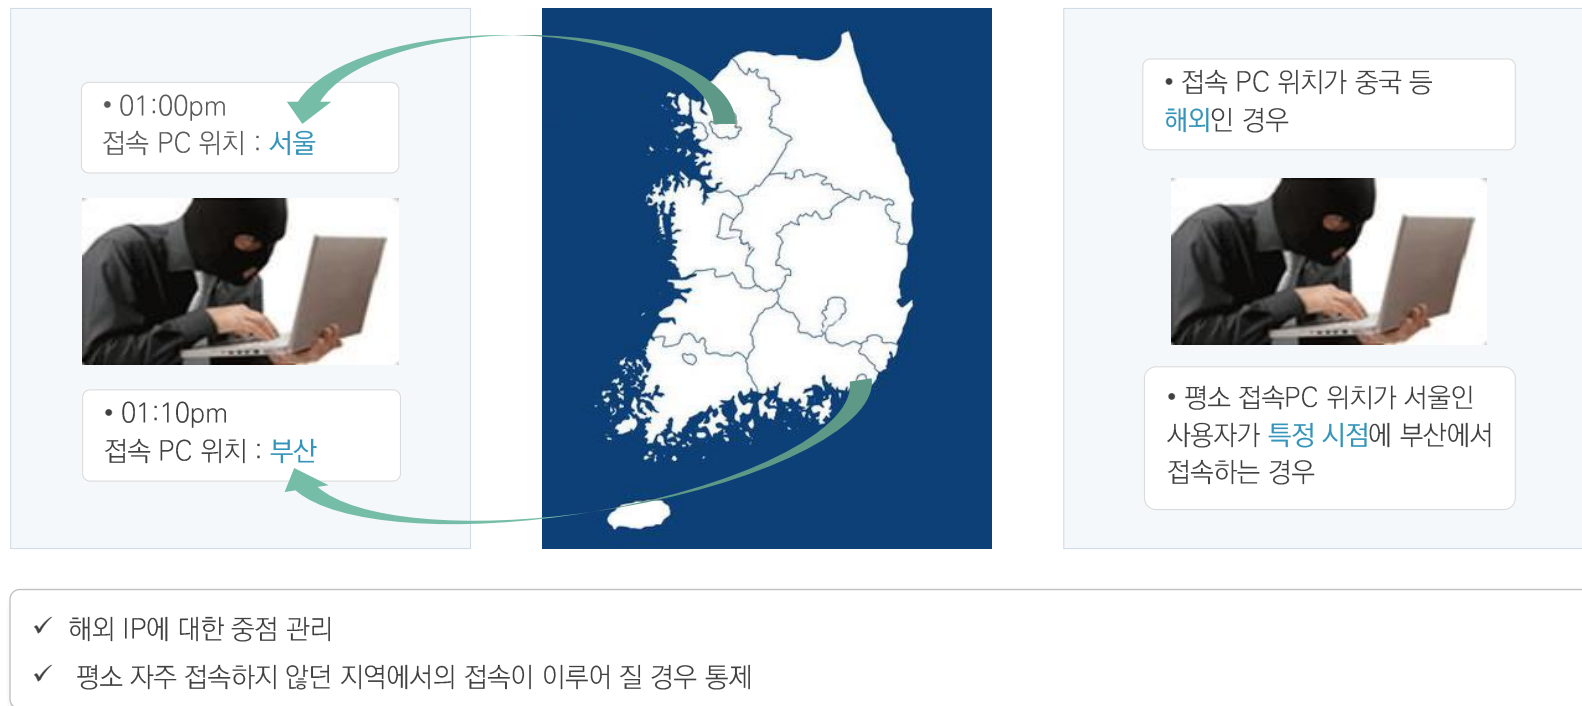 • 01:00pm
접속 PC 위치 : 서울
• 01:10pm
접속 PC 위치 : 부산
• 접속 PC 위치가 중국 등
해외인 경우
• 평소 접속PC 위치가 서울인
사용자가 특정 시점에 부산에서
접속하는 경우
✓ 해외 IP에 대한 중점 관리
✓ 평소 자주 접속하지 않던 지역에서의 접속이 이루어 질 경우 통제